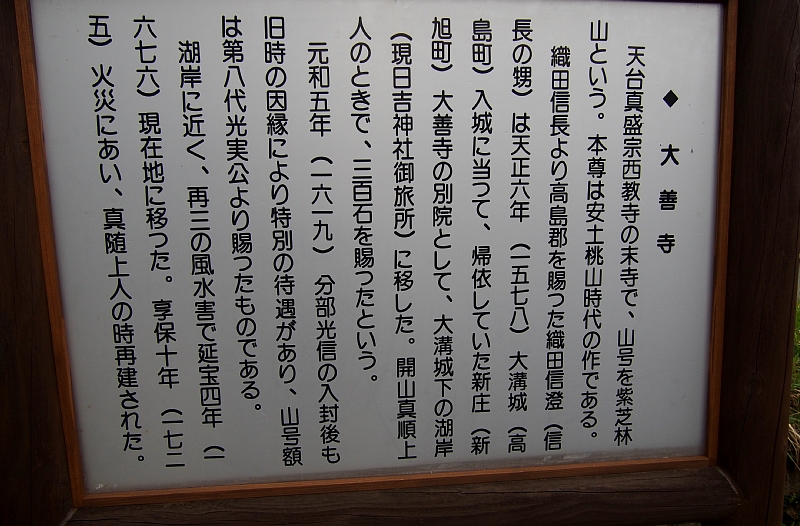 ◆ 大善寺
天台真盛宗西教寺の末寺で、山号を紫芝林
山という。本尊は安土桃山時代の作である。
織田信長より高島郡を賜つた織田信澄（信
長の甥）は天正六年（一五七八）大溝城（高
島町）入城に当つて、帰依していた新庄（新
旭町）大善寺の別院として、大溝城下の湖岸
（現日吉神社御旅所）に移した。開山真順上
人のときで、三百石を賜つたという。
元和五年（一六一九）分部光信の入封後も
旧時の因縁により特別の待遇があり、山号額
は第八代光実公より賜つたものである。
湖岸に近く、再三の風水害で延宝四年（一
六七六）現在地に移つた。享保十年（一七二
五）火災にあい、真随上人の時再建された。